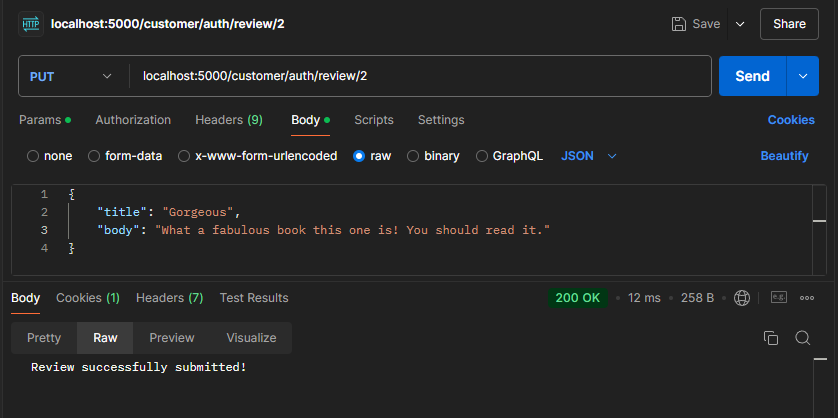 HTTP localhost:5000/customer/auth/review/2 Save Share
PUT localhost:5000/customer/auth/review/2 Send
Params Authorization Headers (9) Body Scripts Settings Cookies
none form-data x-www-form-urlencoded raw binary GraphQL JSON Beautify
1 {
2 "title": "Gorgeous",
3 "body": "What a fabulous book this one is! You should read it."
4 }
Body Cookies (1) Headers (7) Test Results 200 OK 12 ms 258 B
Pretty Raw Preview Visualize
Review successfully submitted!